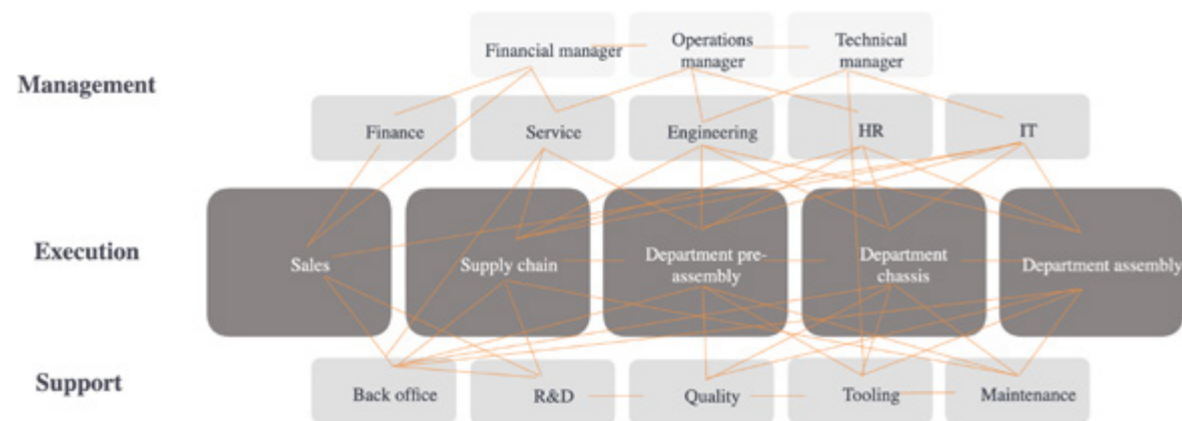 Management
Financial manager
Operations
manager
Technical
manager
Finance
Service
Engineering
HR
IT
Execution
Sales
Supply chain
Department pre-
assembly
Department
chassis
Department assembly
Support
Back office
R&D
Quality
Tooling
Maintenance